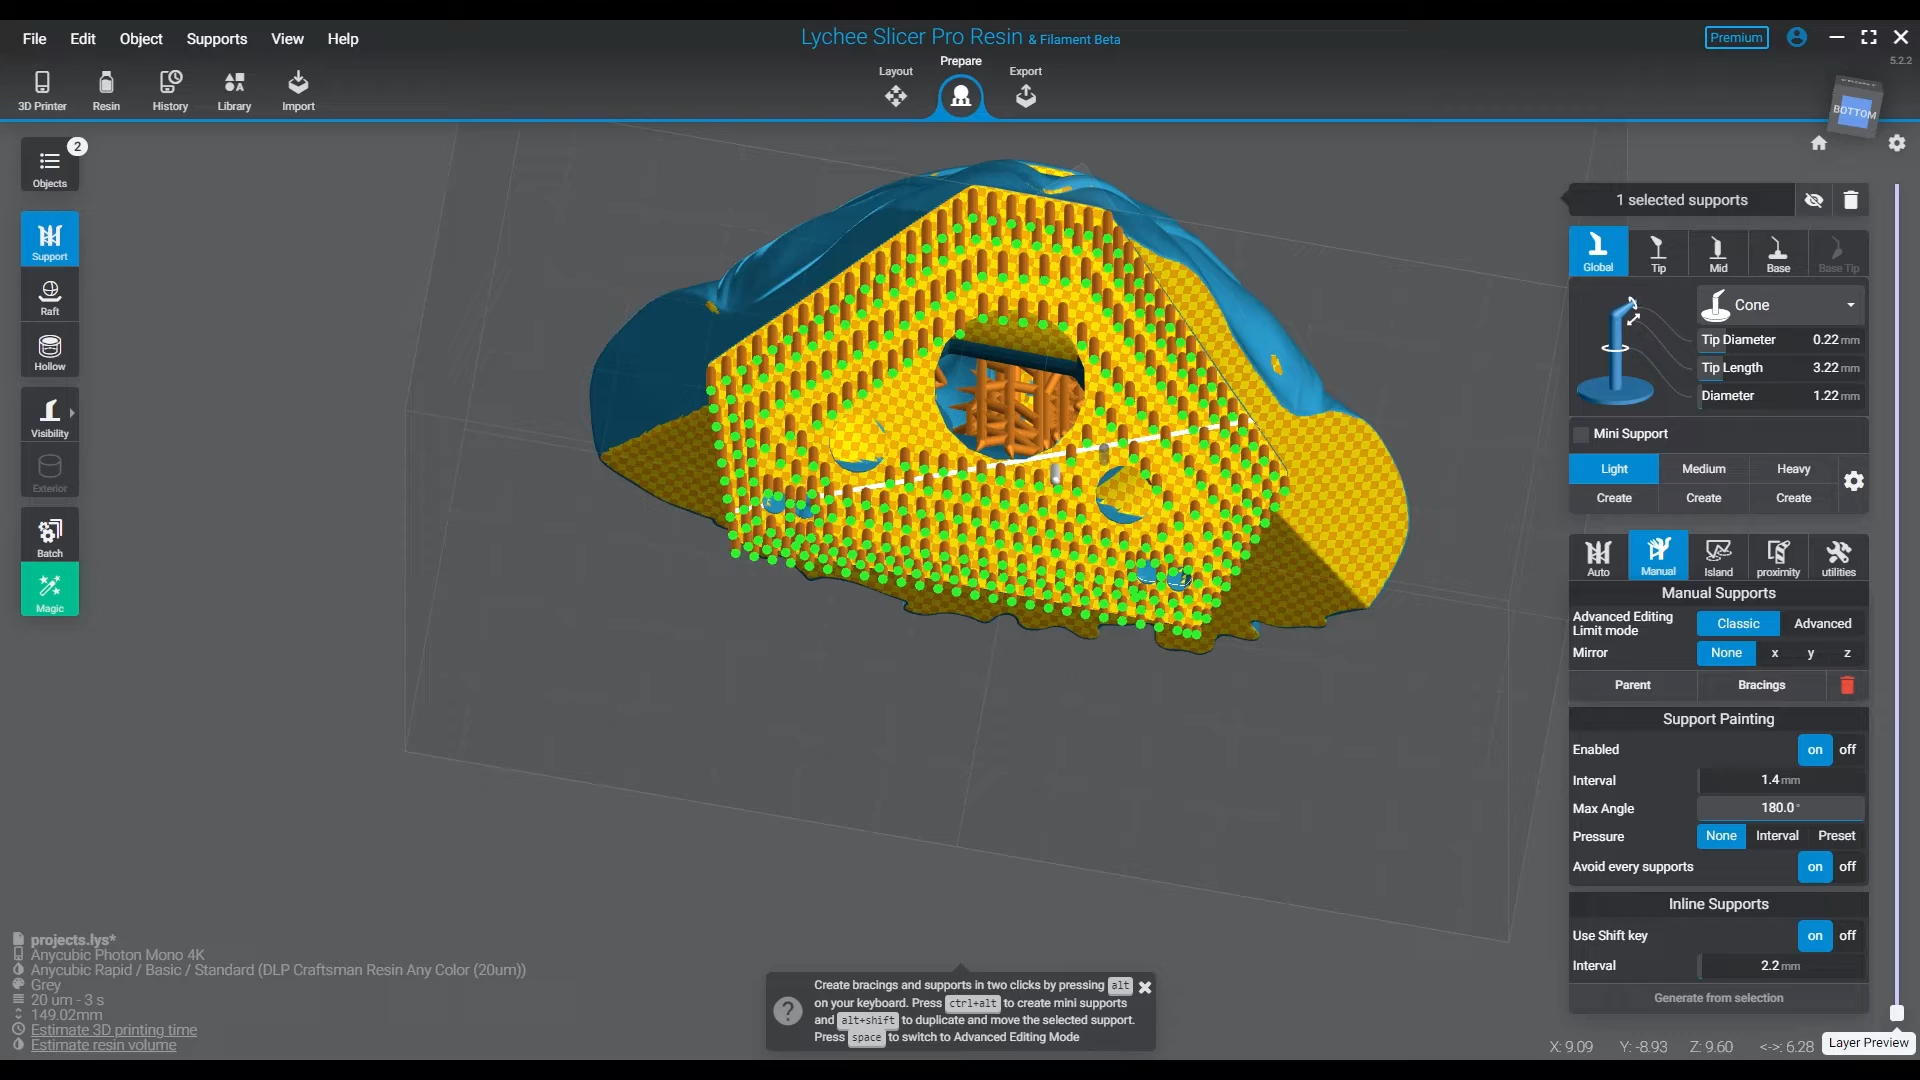 File Edit Object Supports View Help
Lychee Slicer Pro Resin & Filament Beta
Premium
5.2.2
3D Printer Resin History Library Import
Layout Prepare Export
BOTTOM
2
Objects
Support
Raft
Hollow
Visibility
Exterior
Batch
Magic
1 selected supports
Global Tip Mid Base Base Tip
Cone
Tip Diameter 0.22 mm
Tip Length 3.22 mm
Diameter 1.22 mm
Mini Support
Light Medium Heavy
Create Create Create
Auto Manual Island proximity utilities
Manual Supports
Advanced Editing
Limit mode
Classic Advanced
Mirror None x y z
Parent Bracings
Support Painting
Enabled on off
Interval 1.4 mm
Max Angle 180.0 °
Pressure None Interval Preset
Avoid every supports on off
Inline Supports
Use Shift key on off
Interval 2.2 mm
Generate from selection
projects.lys*
Anycubic Photon Mono 4K
Anycubic Rapid / Basic / Standard (DLP Craftsman Resin Any Color (20um))
Grey
20 um - 3 s
149.02mm
Estimate 3D printing time
Estimate resin volume
Create bracings and supports in two clicks by pressing alt
on your keyboard. Press ctrl+alt to create mini supports
and alt+shift to duplicate and move the selected support.
Press space to switch to Advanced Editing Mode
X: 9.09 Y: -8.93 Z: 9.60 <->: 6.28
Layer Preview